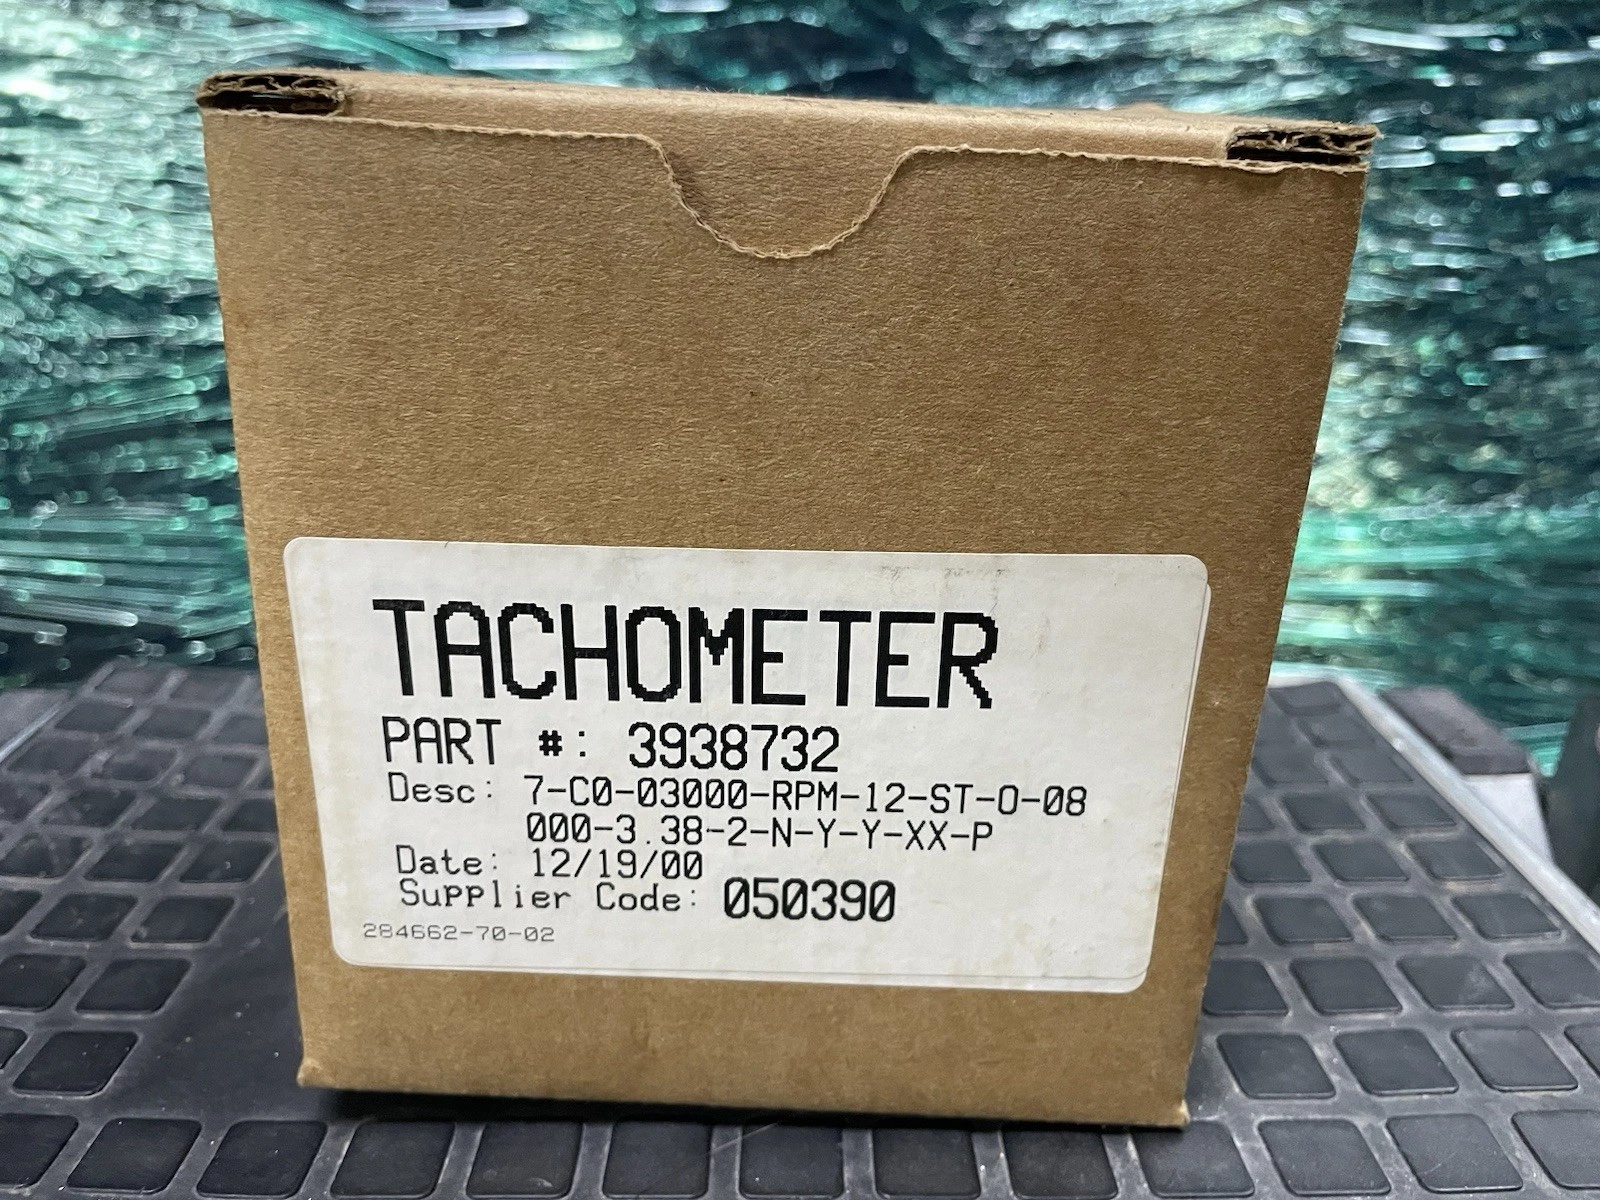 TACHOMETER
PART #: 3938732
Desc: 7-C0-03000-RPM-12-ST-O-08
000-3.38-2-N-Y-Y-XX-P
Date: 12/19/00
Supplier Code: 050390
284662-70-02